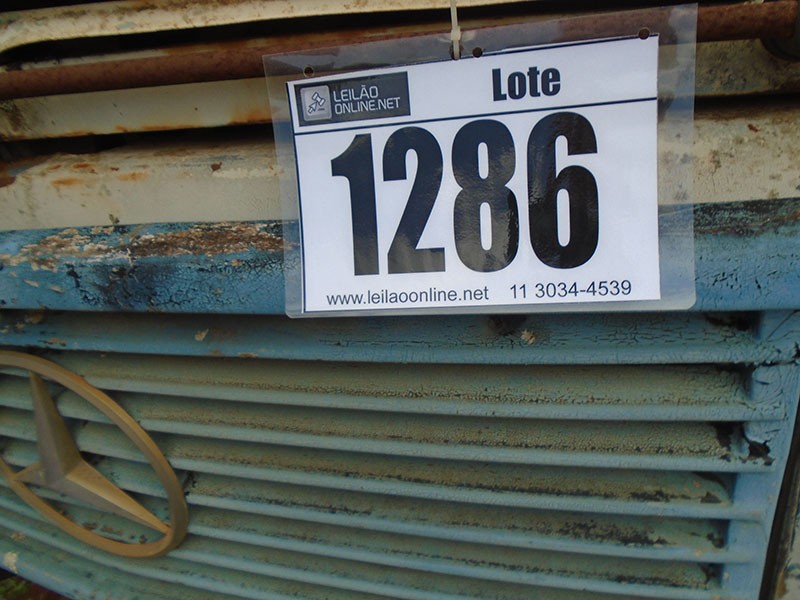 LEILÃO
ONLINE.NET
Lote
1286
www.leilaoonline.net 11 3034-4539